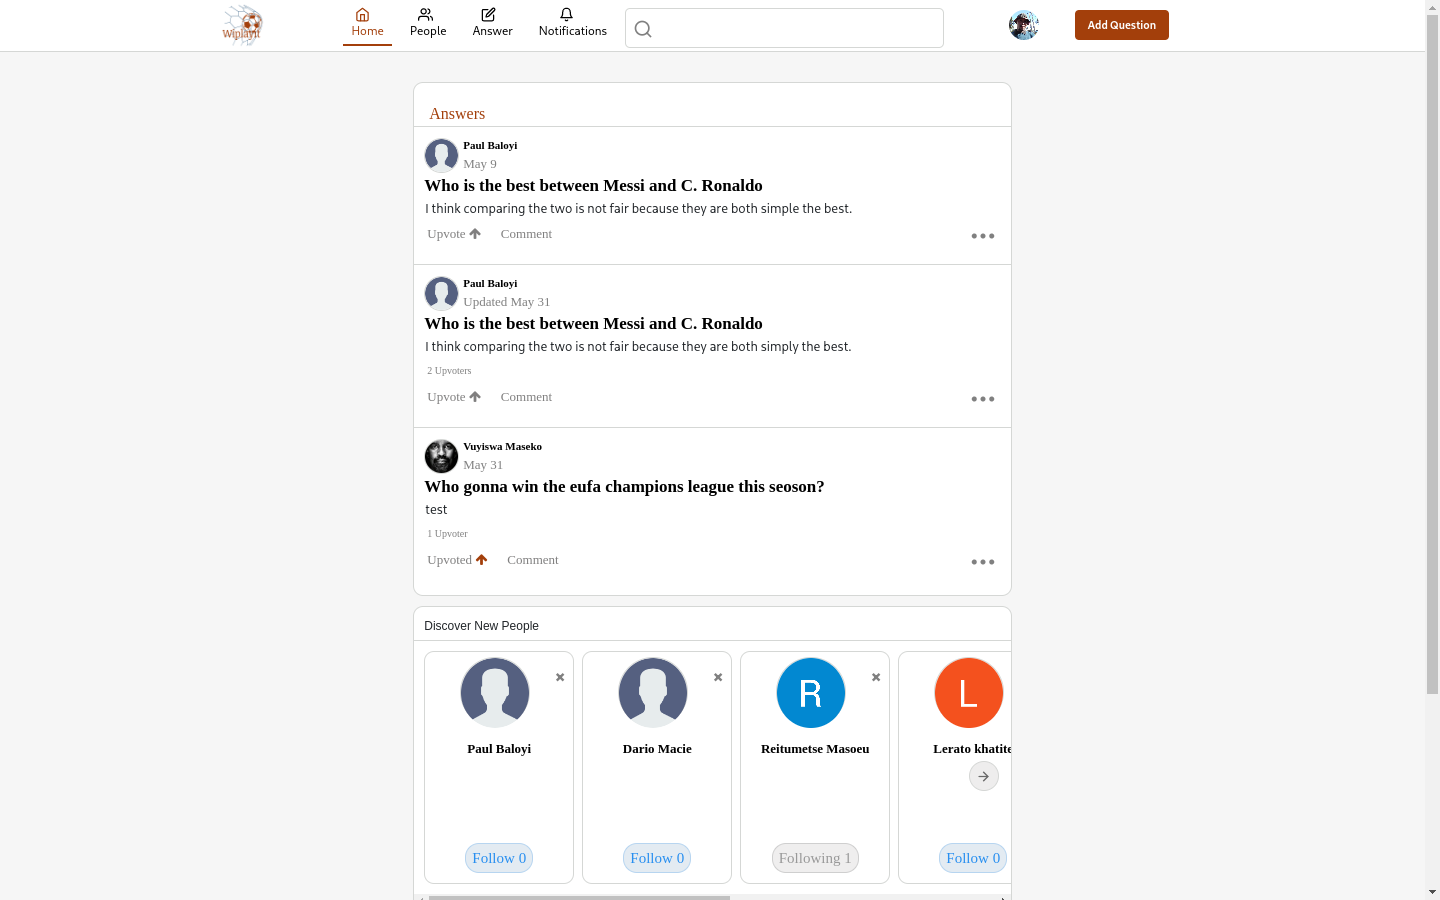 Wiplayit
Home
People
Answer
Notifications
Add Question
Answers
Paul Baloyi
May 9
Who is the best between Messi and C. Ronaldo
I think comparing the two is not fair because they are both simple the best.
Upvote
Comment
Paul Baloyi
Updated May 31
Who is the best between Messi and C. Ronaldo
I think comparing the two is not fair because they are both simply the best.
2 Upvoters
Upvote
Comment
Vuyiswa Maseko
May 31
Who gonna win the eufa champions league this seoson?
test
1 Upvoter
Upvoted
Comment
Discover New People
R
L
Paul Baloyi
Dario Macie
Reitumetse Masoeu
Lerato khatite
Follow 0
Follow 0
Following 1
Follow 0